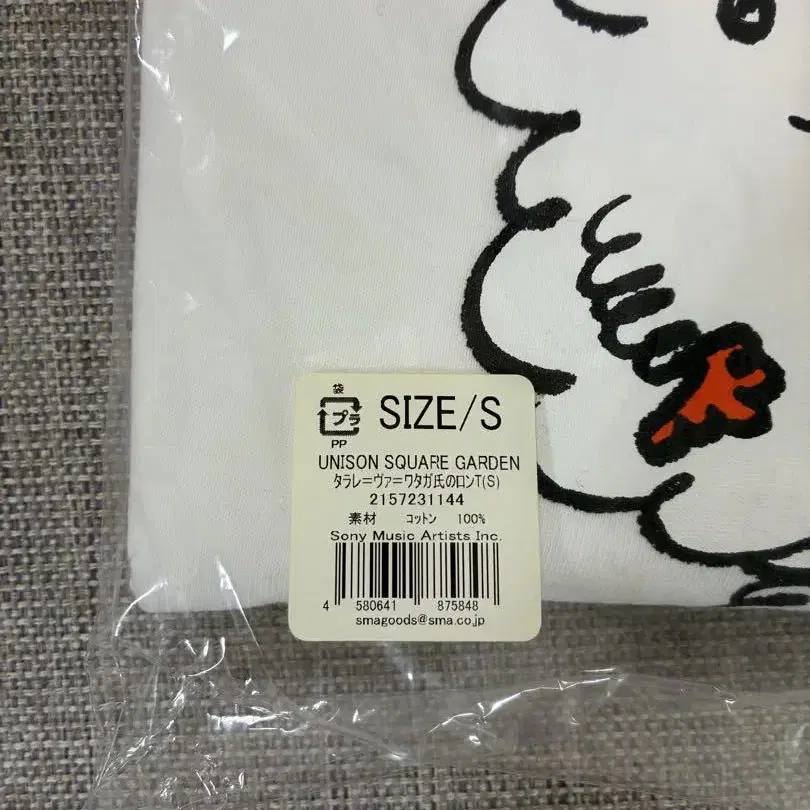 袋
プラ
PP
SIZE/S
UNISON SQUARE GARDEN
タラレ=ヴァ=ワタガ氏のロンT(S)
2157231144
素材 コットン 100%
Sony Music Artists Inc.
4 580641 875848
smagoods@sma.co.jp